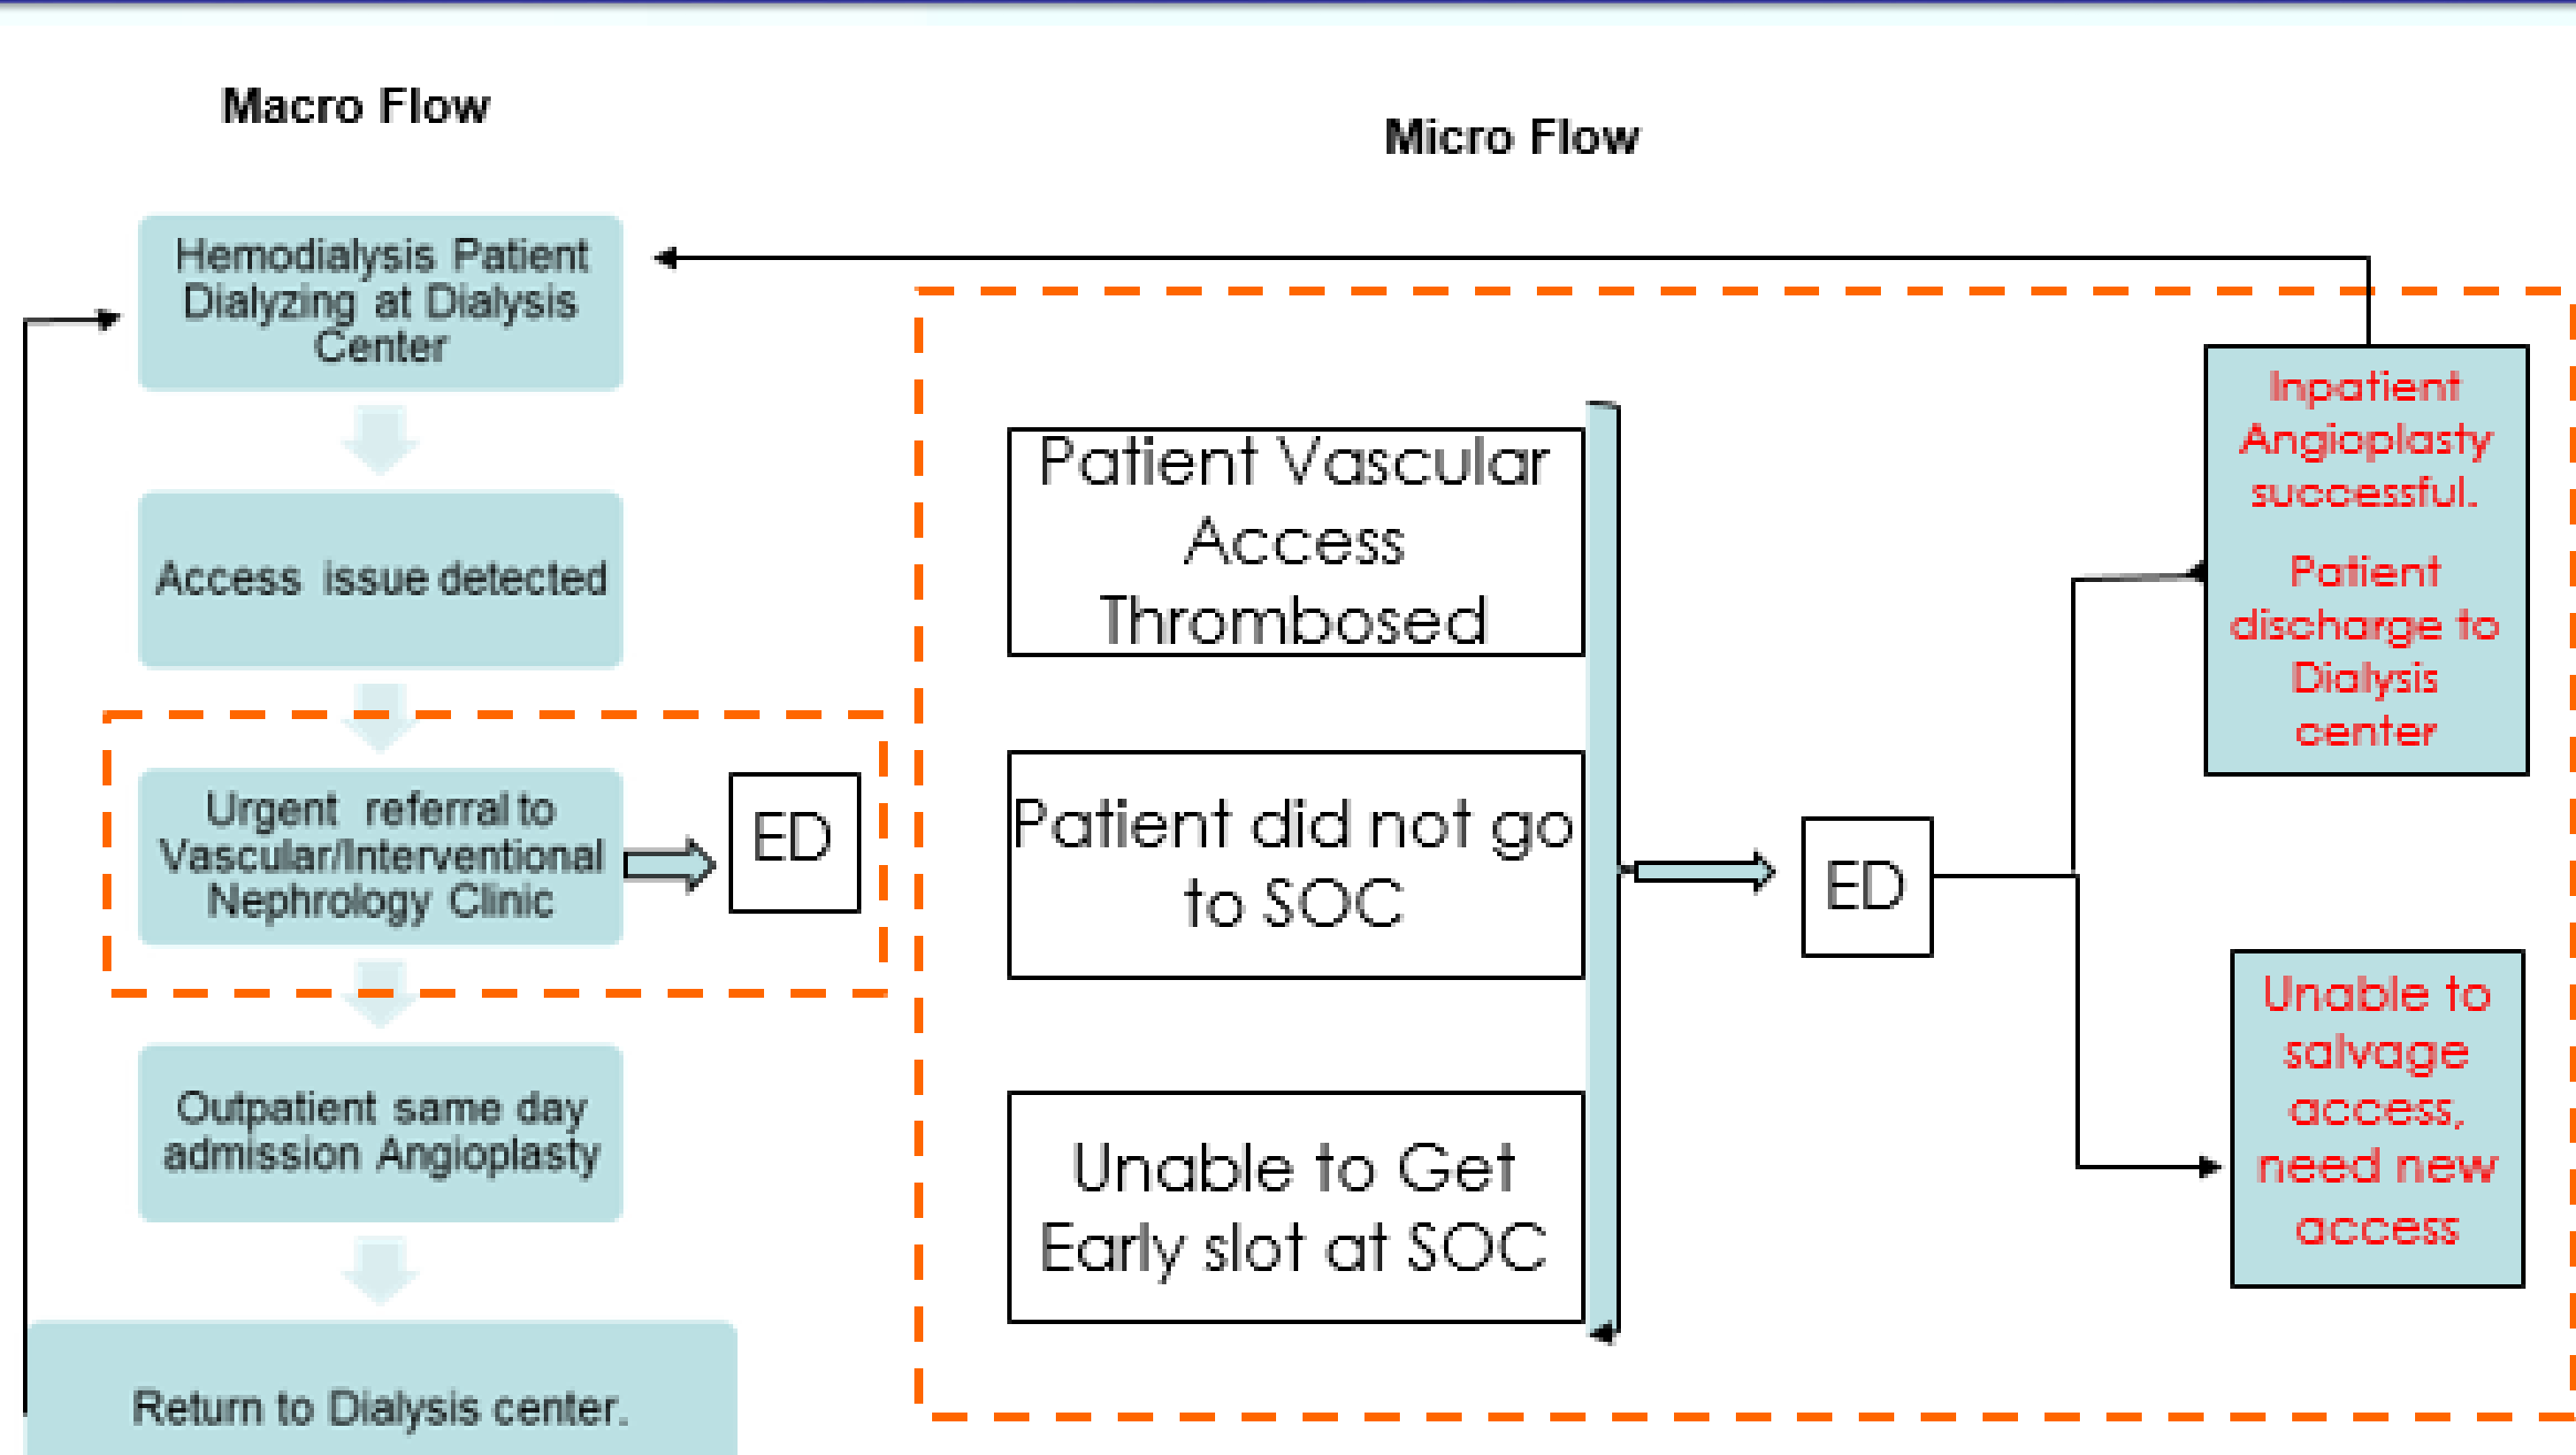 Macro Flow
Micro Flow
Hemodialysis Patient
Dialyzing at Dialysis
Center
Access issue detected
Urgent referral to
Vascular/Interventional
Nephrology Clinic
ED
Outpatient same day
admission Angioplasty
Return to Dialysis center.
Patient Vascular
Access
Thrombosed
Patient did not go
to SOC
Unable to Get
Early slot at SOC
ED
Inpatient
Angioplasty
successful.
Patient
discharge to
Dialysis
center
Unable to
salvage
access,
need new
access